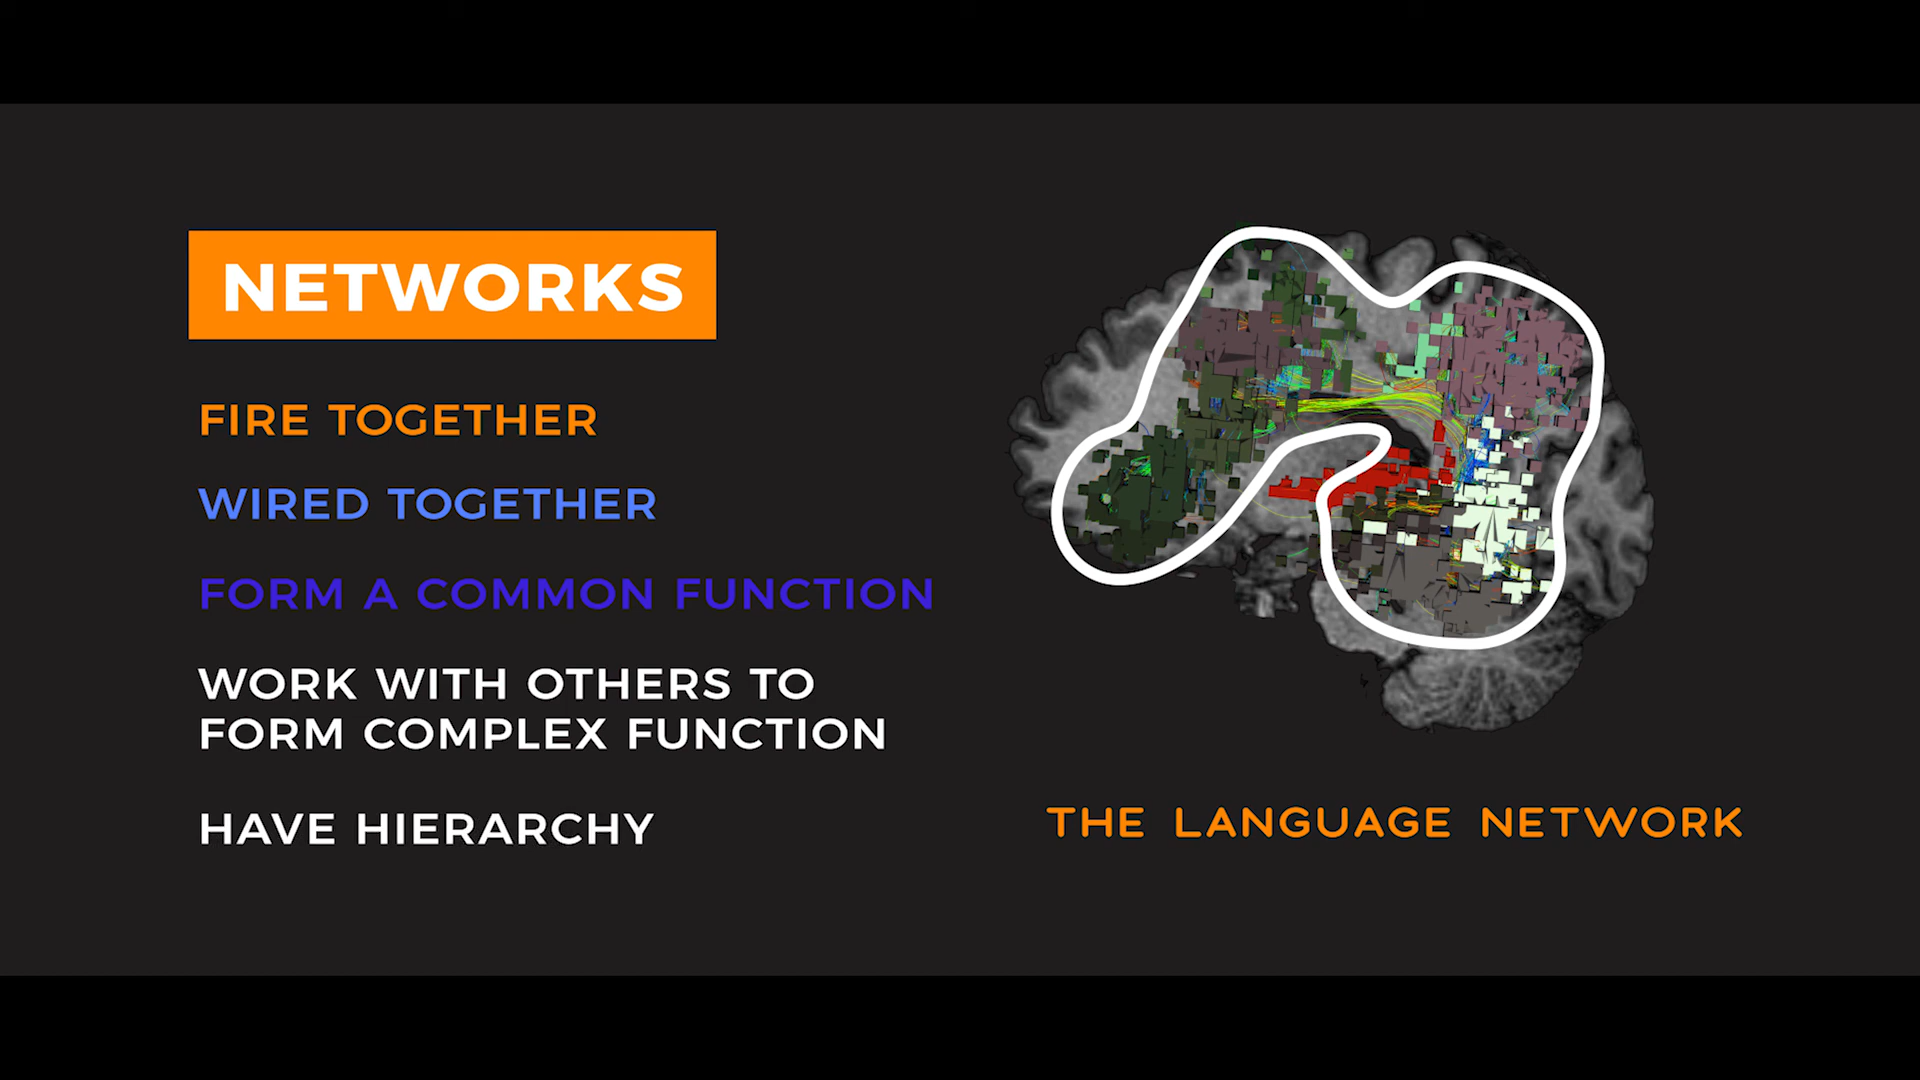 NETWORKS
FIRE TOGETHER
WIRED TOGETHER
FORM A COMMON FUNCTION
WORK WITH OTHERS TO
FORM COMPLEX FUNCTION
HAVE HIERARCHY
THE LANGUAGE NETWORK